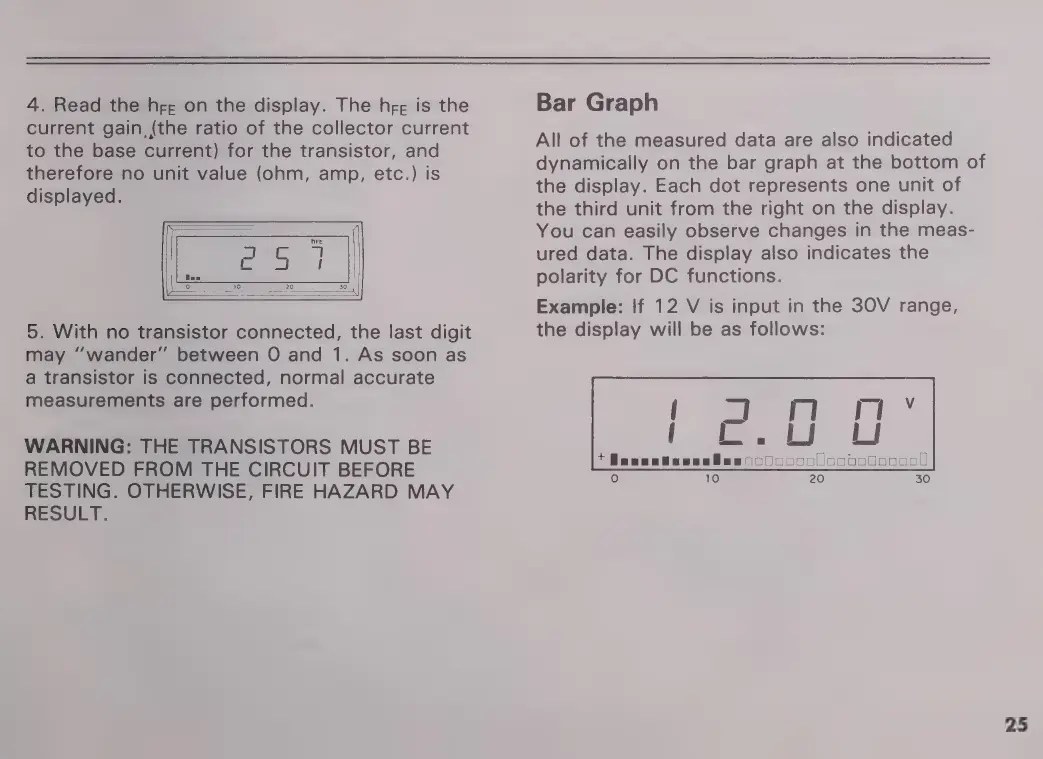 4. Read the hFE on the display. The hFE is the
current gain (the ratio of the collector current
to the base current) for the transistor, and
therefore no unit value (ohm, amp, etc.) is
displayed.
hFE
257
0 10 20 30
5. With no transistor connected, the last digit
may "wander" between 0 and 1. As soon as
a transistor is connected, normal accurate
measurements are performed.
WARNING: THE TRANSISTORS MUST BE
REMOVED FROM THE CIRCUIT BEFORE
TESTING. OTHERWISE, FIRE HAZARD MAY
RESULT.
Bar Graph
All of the measured data are also indicated
dynamically on the bar graph at the bottom of
the display. Each dot represents one unit of
the third unit from the right on the display.
You can easily observe changes in the meas-
ured data. The display also indicates the
polarity for DC functions.
Example: If 12 V is input in the 30V range,
the display will be as follows:
12.00 V
+
0 10 20 30
25